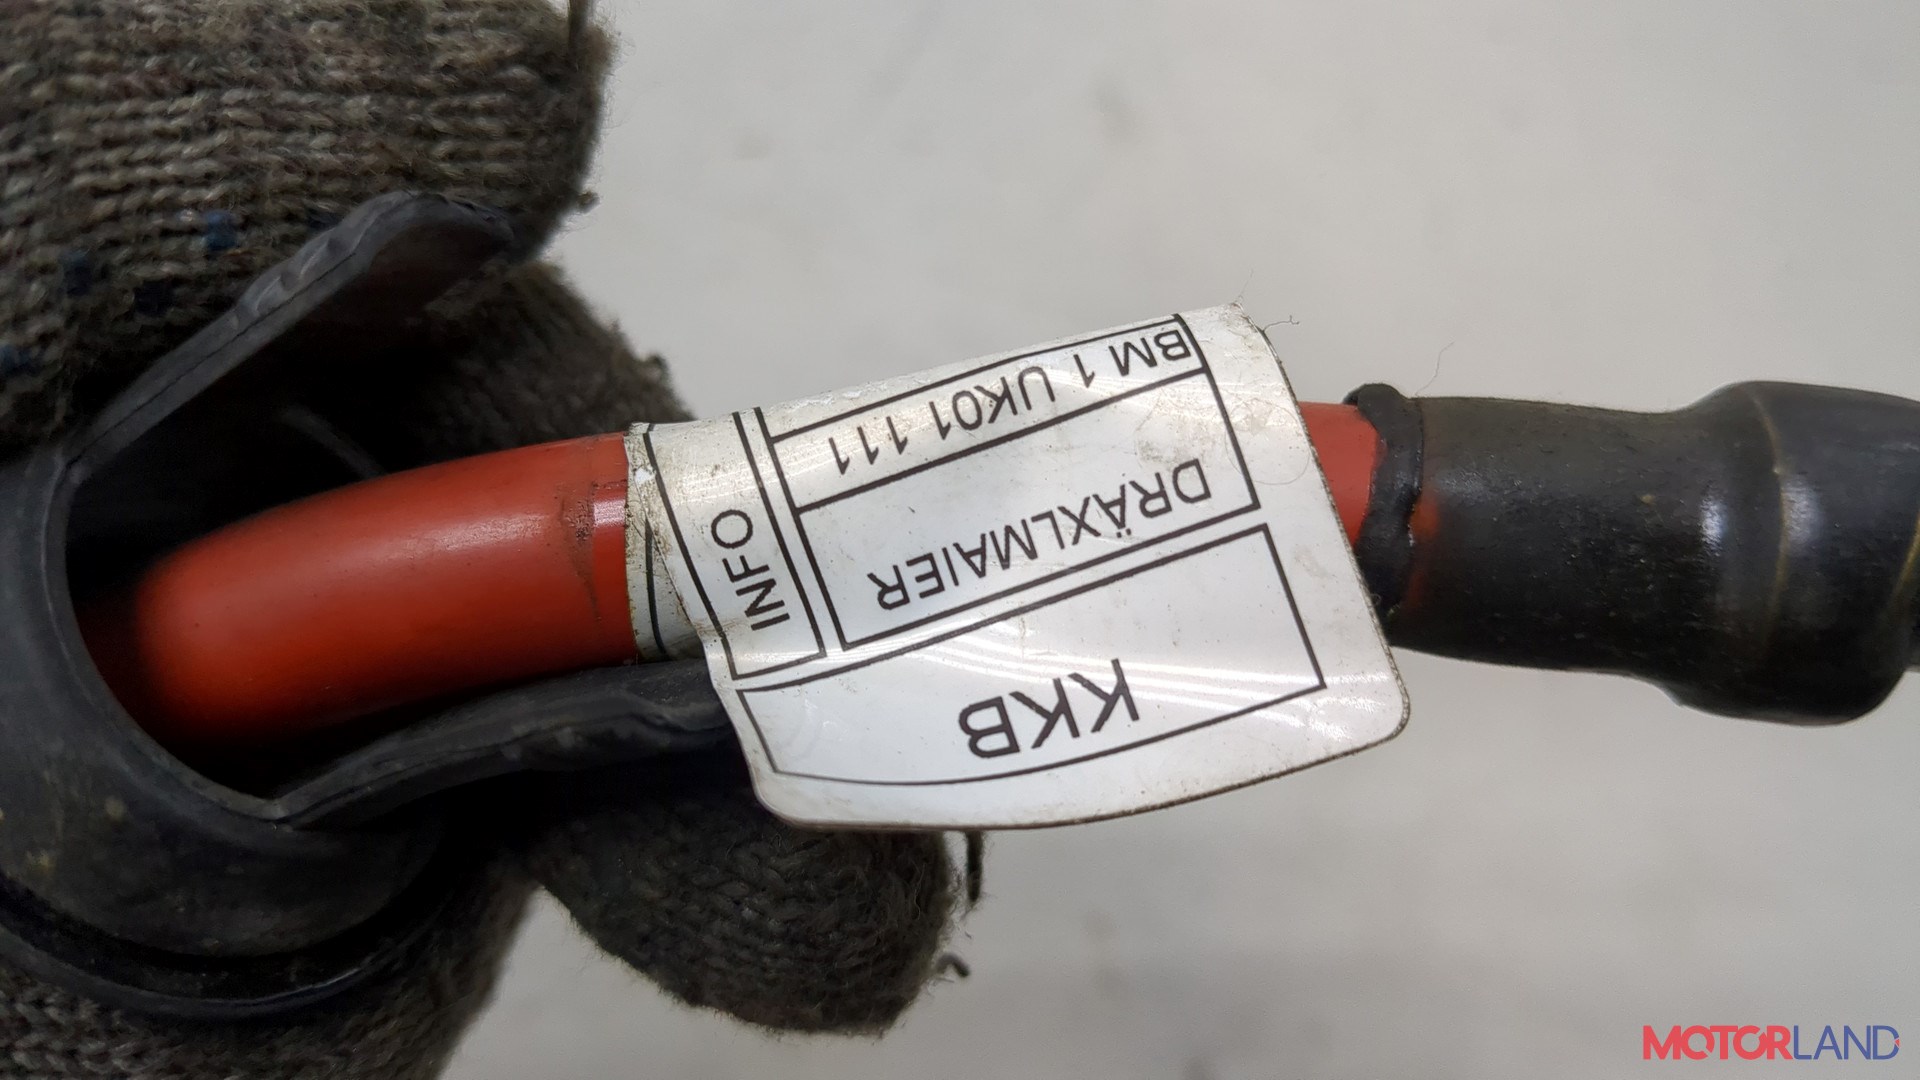 KKB
DRÄXLMAIER
BM 1 UK01 111
INFO
MOTORLAND